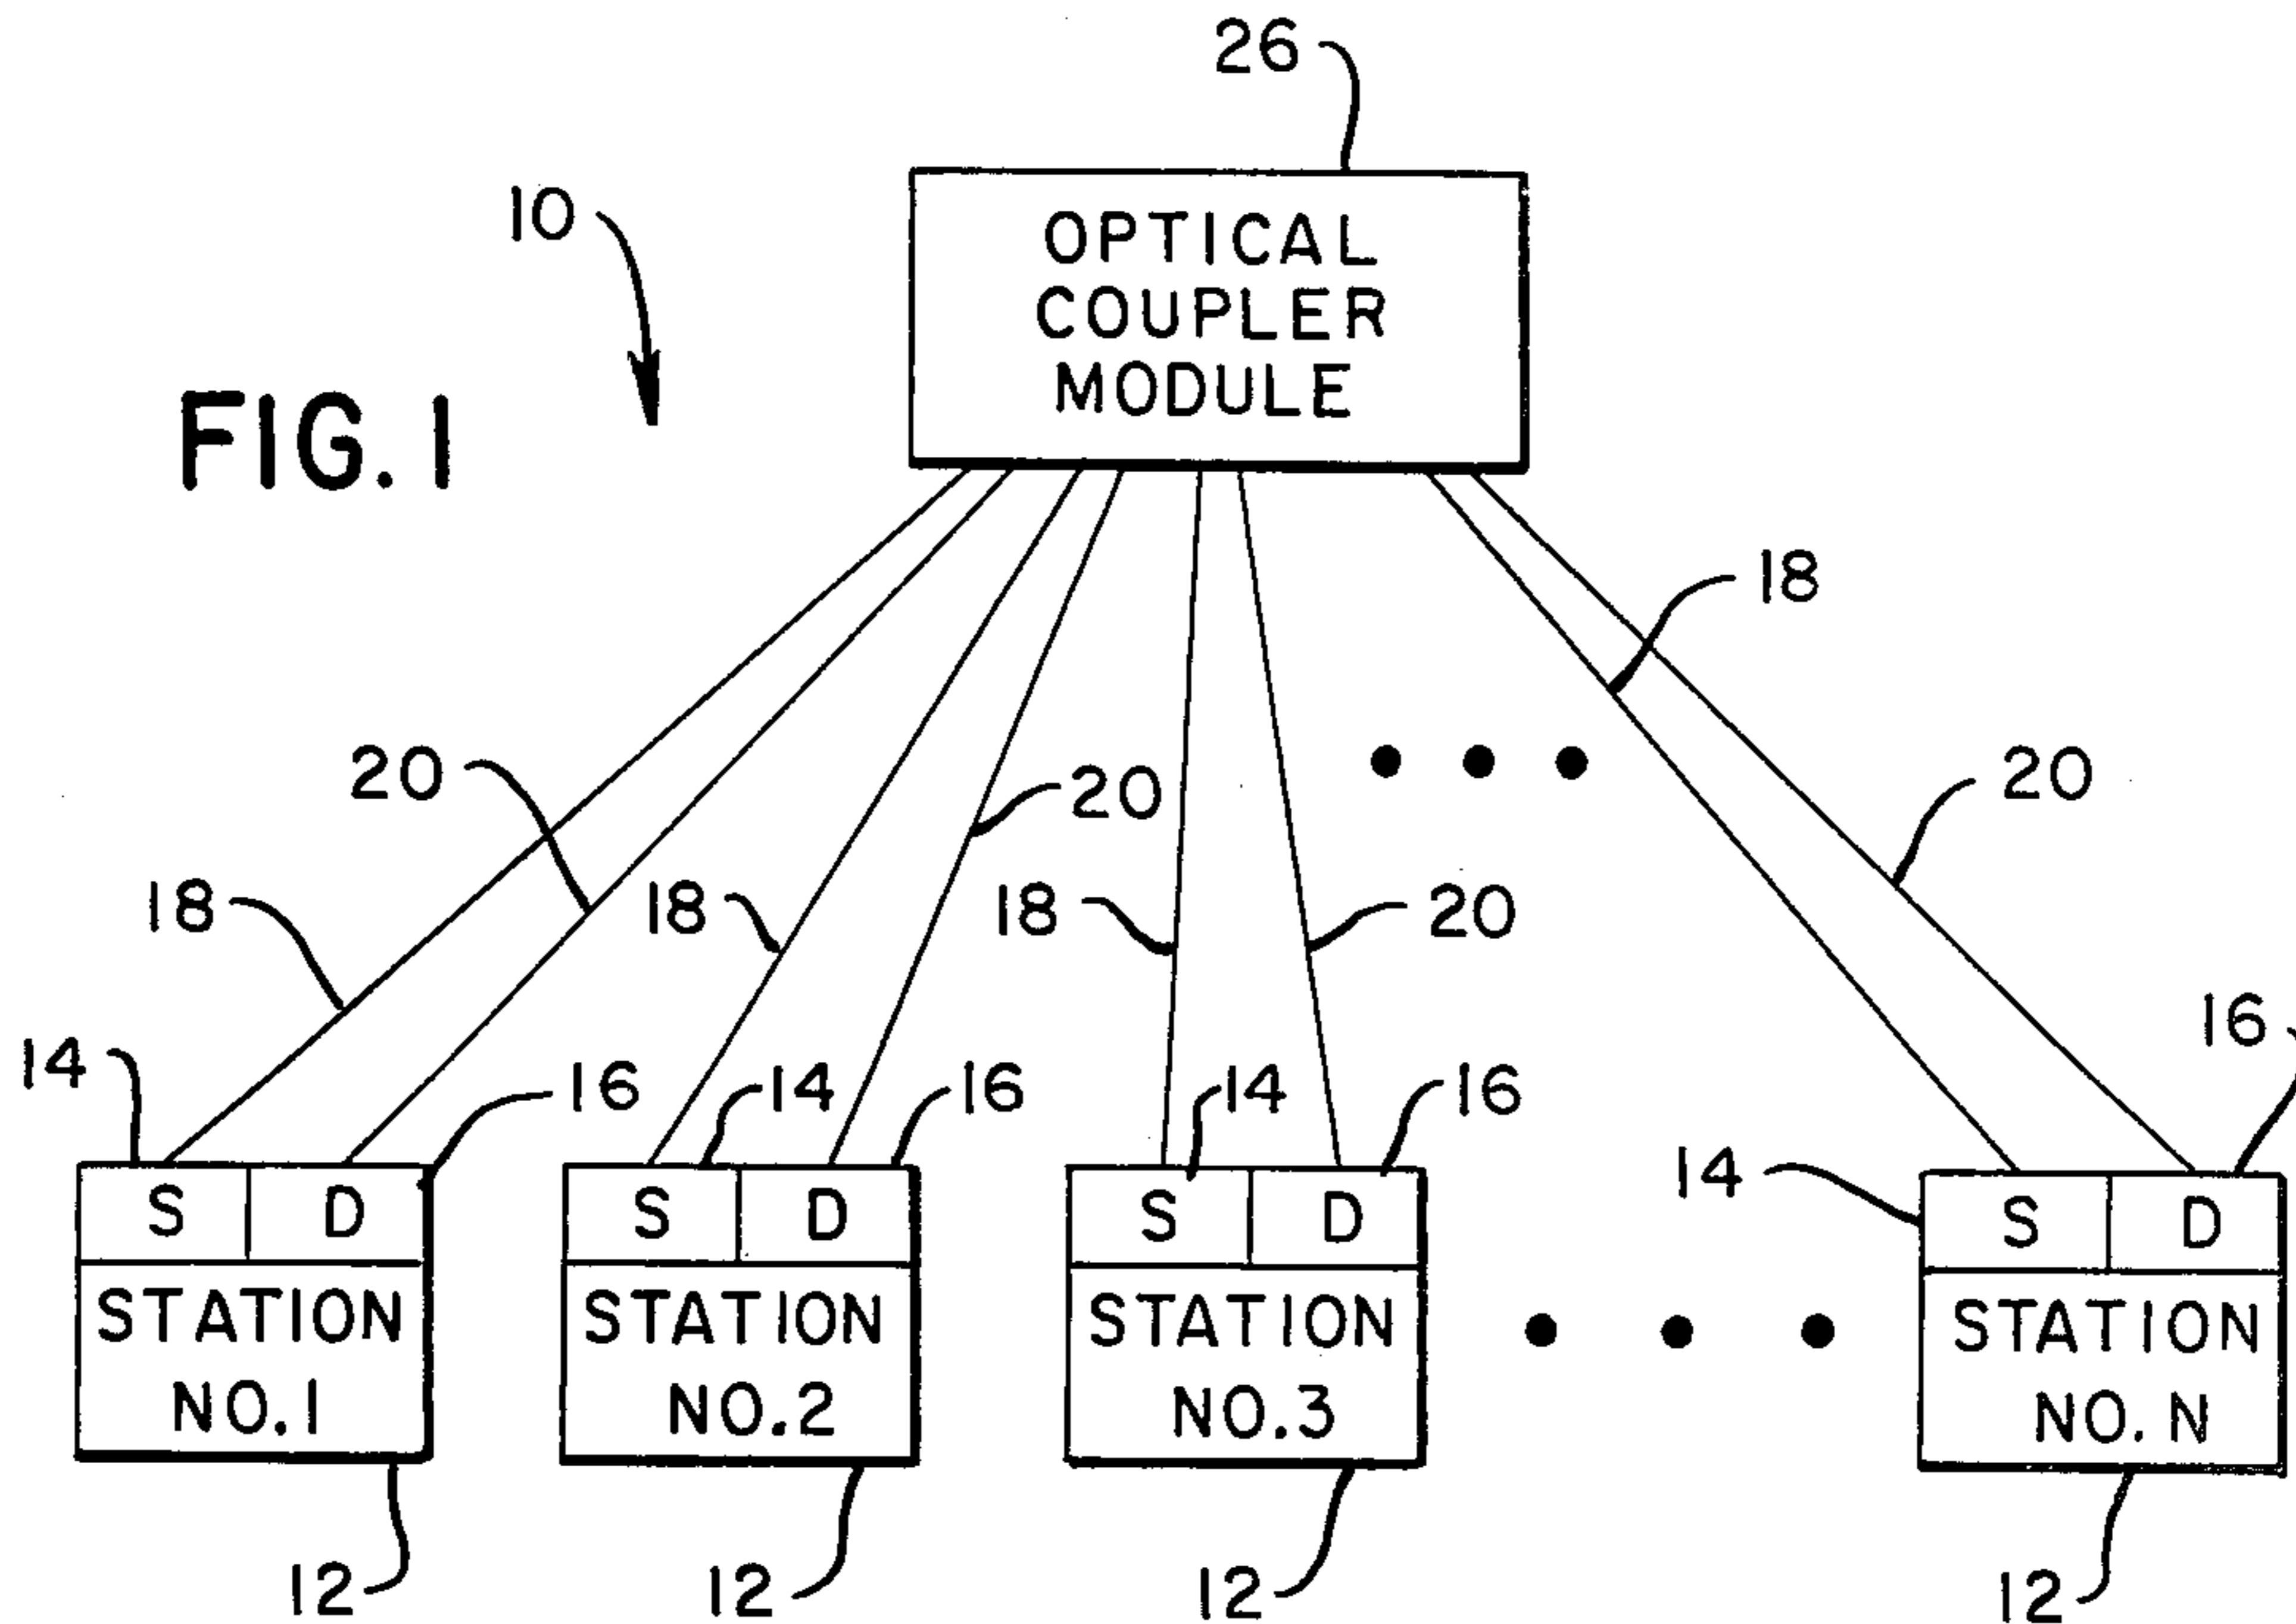 26
10
OPTICAL
COUPLER
MODULE
FIG. 1
18
20
20
20
18
18
18
20
14
16
14
16
14
16
14
16
S D
S D
S D
S D
STATION
NO. 1
STATION
NO. 2
STATION
NO. 3
STATION
NO. N
12
12
12
12